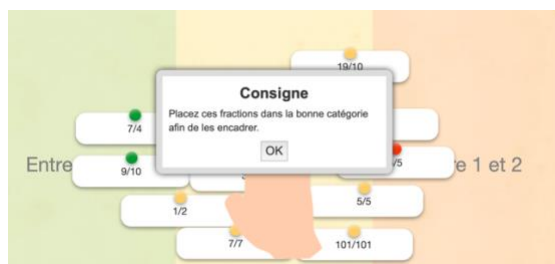 19/10
Consigne
Placez ces fractions dans la bonne catégorie
afin de les encadrer.
OK
7/4
Entre
9/10
1 et 2
1/2
5/5
7/7
101/101